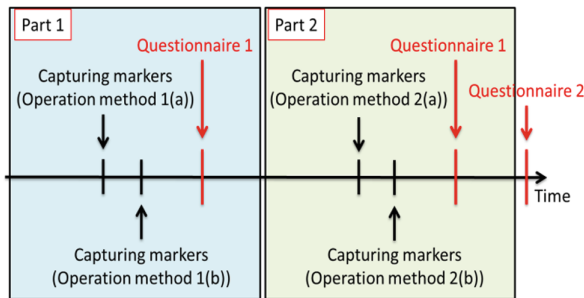 Part 1
Questionnaire 1
Capturing markers
(Operation method 1(a))
Capturing markers
(Operation method 1(b))
Part 2
Questionnaire 1
Capturing markers
(Operation method 2(a))
Questionnaire 2
Capturing markers
(Operation method 2(b))
Time